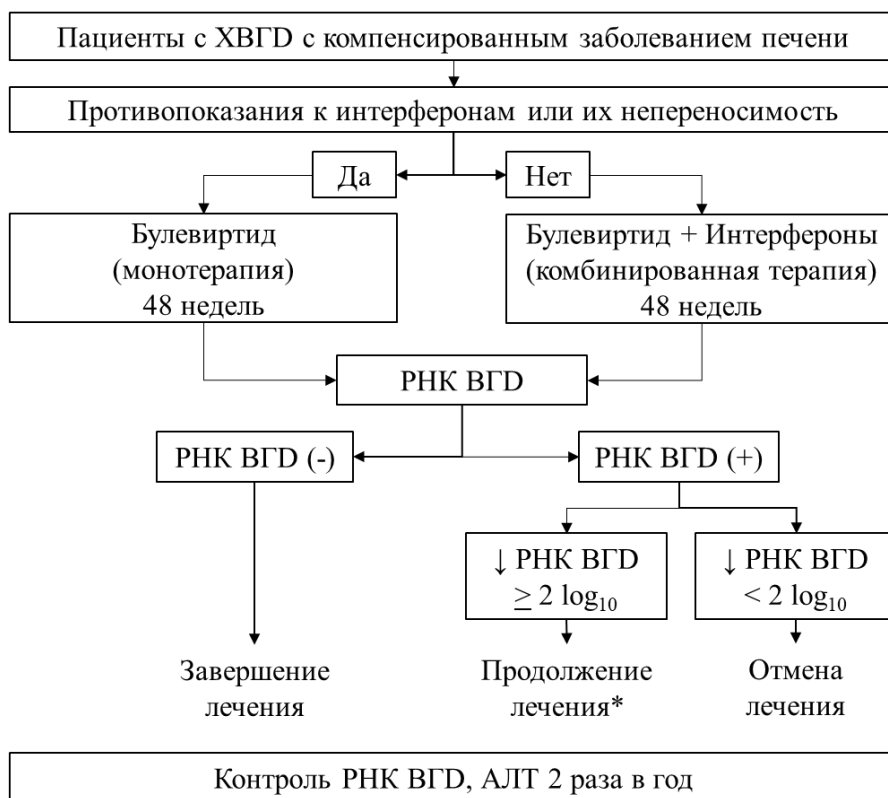 Пациенты с ХВГD с компенсированным заболеванием печени
Противопоказания к интерферонам или их непереносимость
Да
Нет
Булевиртид
(монотерапия)
48 недель
Булевиртид + Интерфероны
(комбинированная терапия)
48 недель
РНК ВГD
РНК ВГD (-)
РНК ВГD (+)
↓ РНК ВГD
≥ 2 log₁₀
↓ РНК ВГD
< 2 log₁₀
Завершение
лечения
Продолжение
лечения*
Отмена
лечения
Контроль РНК ВГD, АЛТ 2 раза в год